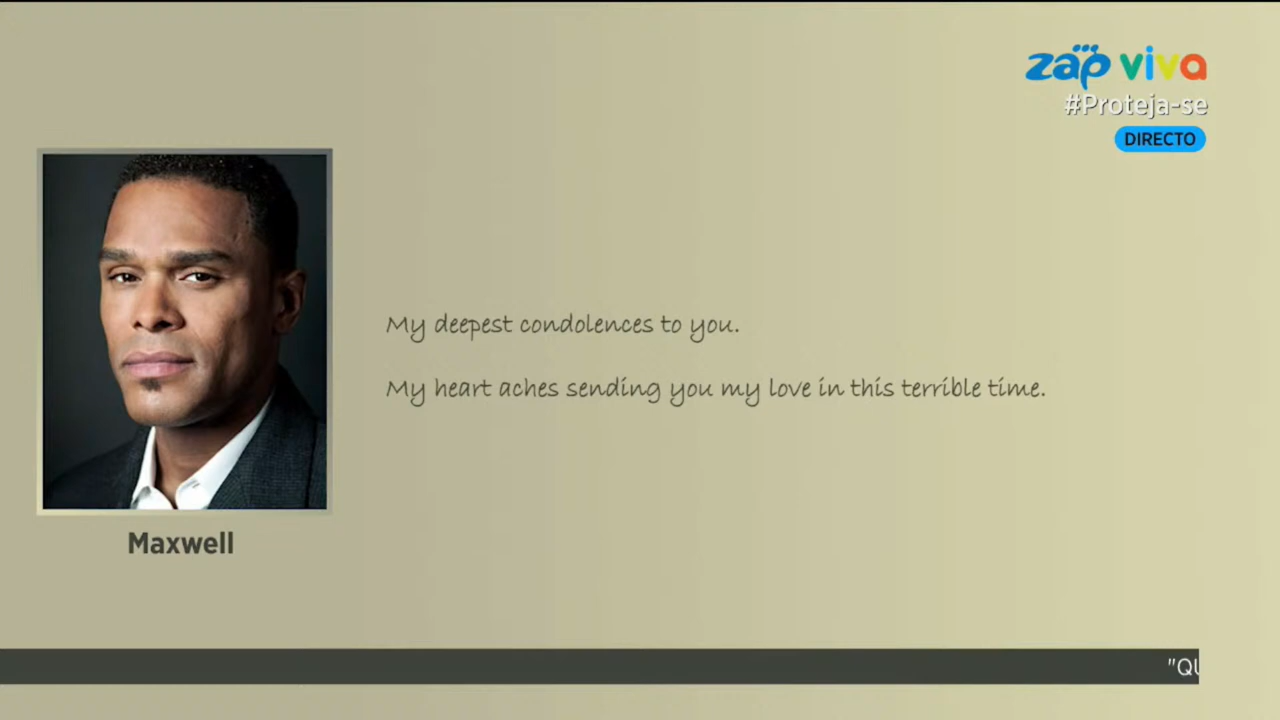 zap viva
#Proteja-se
DIRECTO
My deepest condolences to you.
My heart aches sending you my love in this terrible time.
Maxwell
"QU